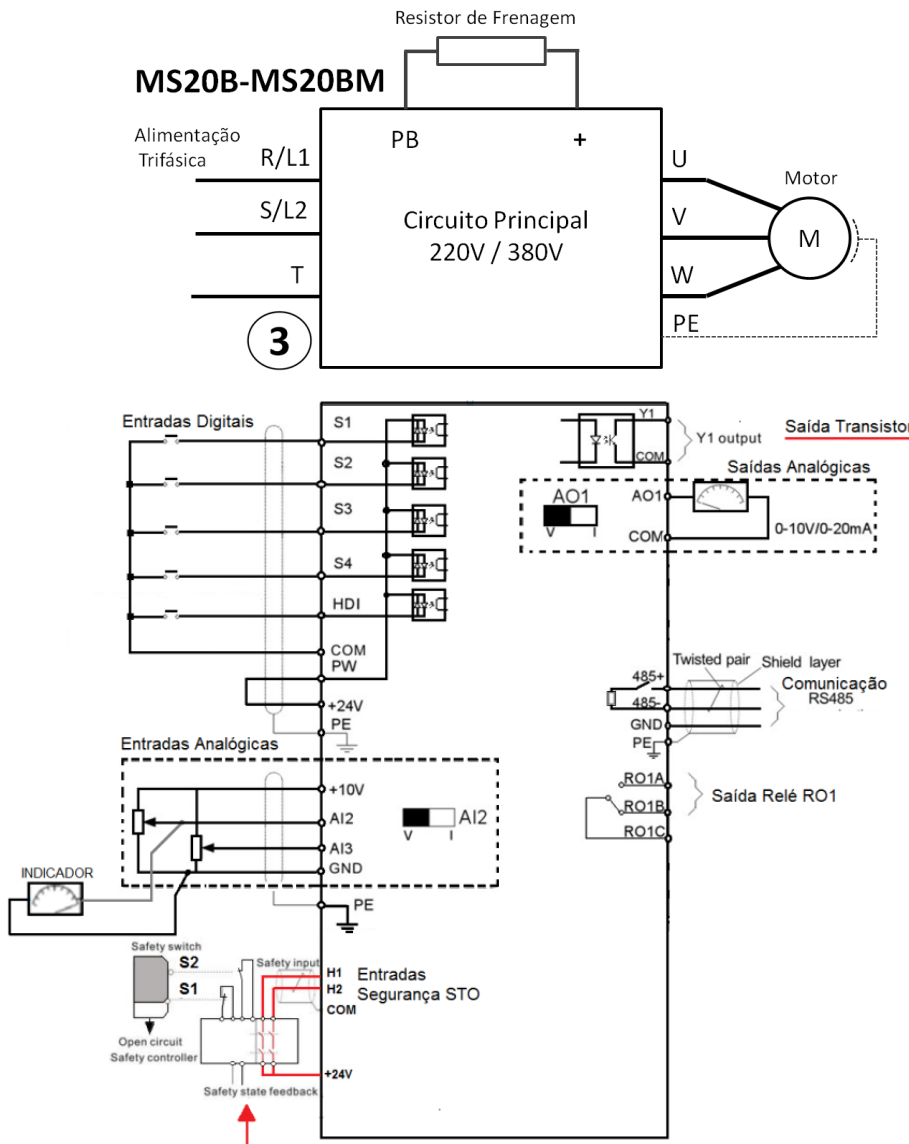 Resistor de Frenagem
MS20B-MS20BM
PB
+
Alimentação
Trifásica
R/L1
S/L2
T
Circuito Principal
220V / 380V
U
V
W
PE
Motor
M
3
Entradas Digitais
S1
S2
S3
S4
HDI
COM
PW
+24V
PE
Y1
COM
Y1 output
Saída Transistor
Saídas Analógicas
AO1
V
I
AO1
COM
0-10V/0-20mA
Twisted pair
Shield layer
485+
485-
GND
PE
Comunicação
RS485
RO1A
RO1B
RO1C
Saída Relé RO1
Entradas Analógicas
+10V
AI2
AI3
GND
V
I
AI2
INDICADOR
PE
Safety switch
S2
S1
Safety input
H1
H2
COM
Entradas
Segurança STO
Open circuit
Safety controller
+24V
Safety state feedback